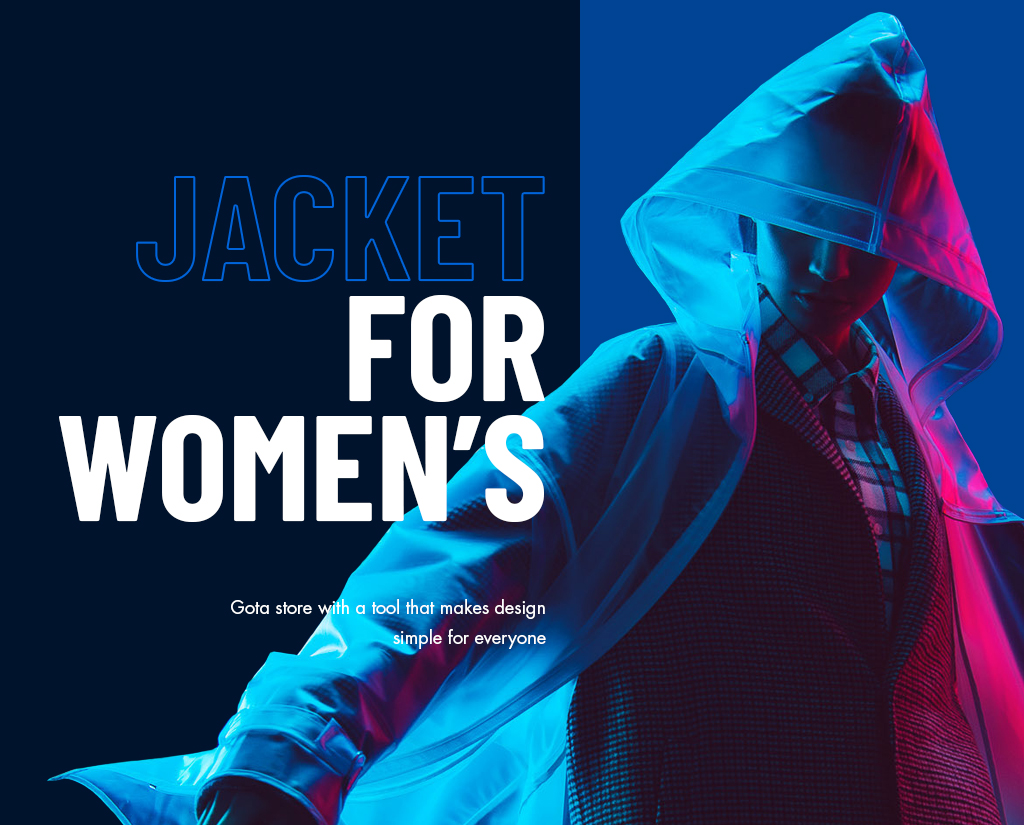 JACKET
FOR
WOMEN'S
Gota store with a tool that makes design
simple for everyone